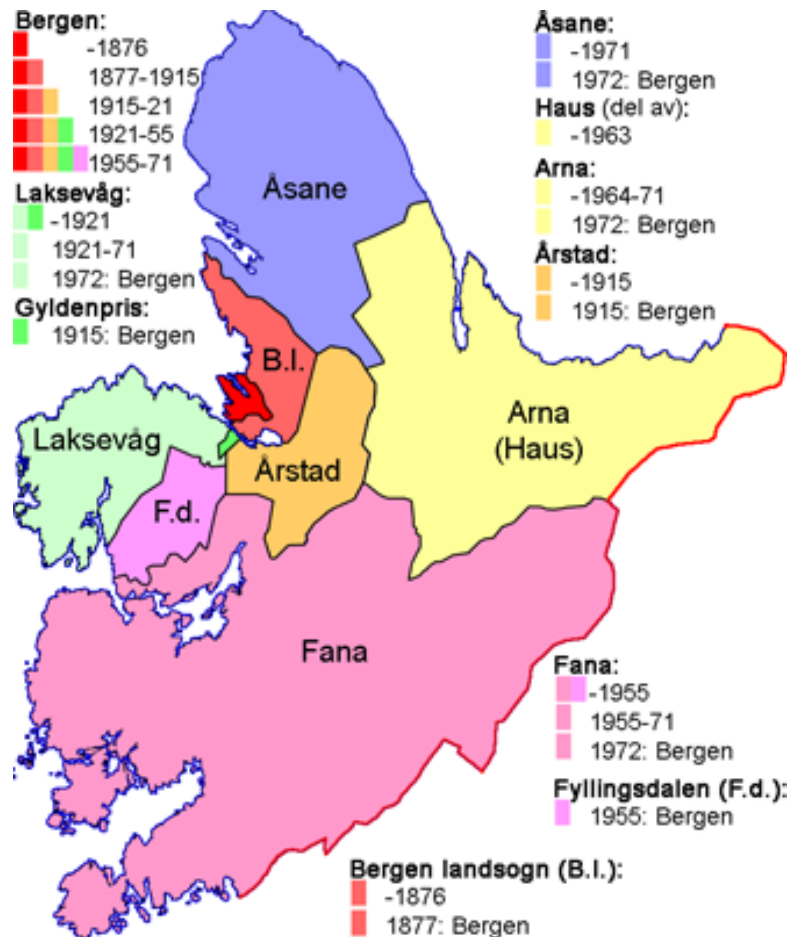 Bergen:
-1876
1877-1915
1915-21
1921-55
1955-71
Laksevåg:
-1921
1921-71
1972: Bergen
Gyldenpris:
1915: Bergen
Åsane:
-1971
1972: Bergen
Haus (del av):
-1963
Arna:
-1964-71
1972: Bergen
Årstad:
-1915
1915: Bergen
Åsane
B.l.
Laksevåg
Årstad
F.d.
Arna
(Haus)
Fana
Fana:
-1955
1955-71
1972: Bergen
Fyllingsdalen (F.d.):
1955: Bergen
Bergen landsogn (B.l.):
-1876
1877: Bergen